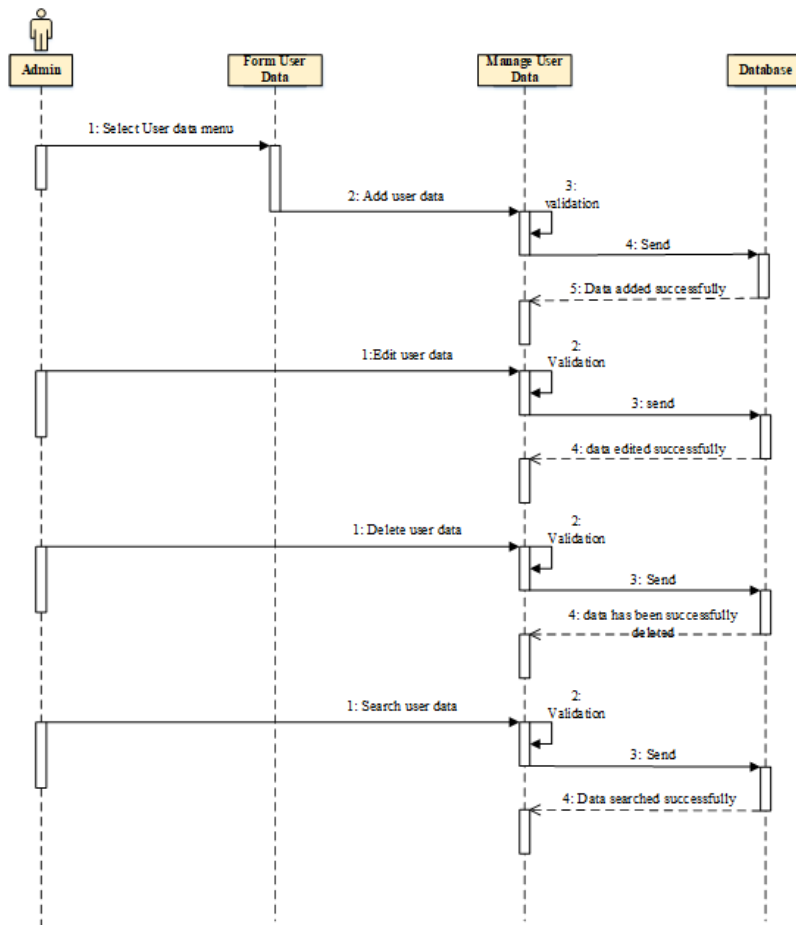 Admin
Form User
Data
Manage User
Data
Database
1: Select User data menu
2: Add user data
3:
validation
4: Send
5: Data added successfully
1:Edit user data
2:
Validation
3: send
4: data edited successfully
1: Delete user data
2:
Validation
3: Send
4: data has been successfully
deleted
1: Search user data
2:
Validation
3: Send
4: Data searched successfully